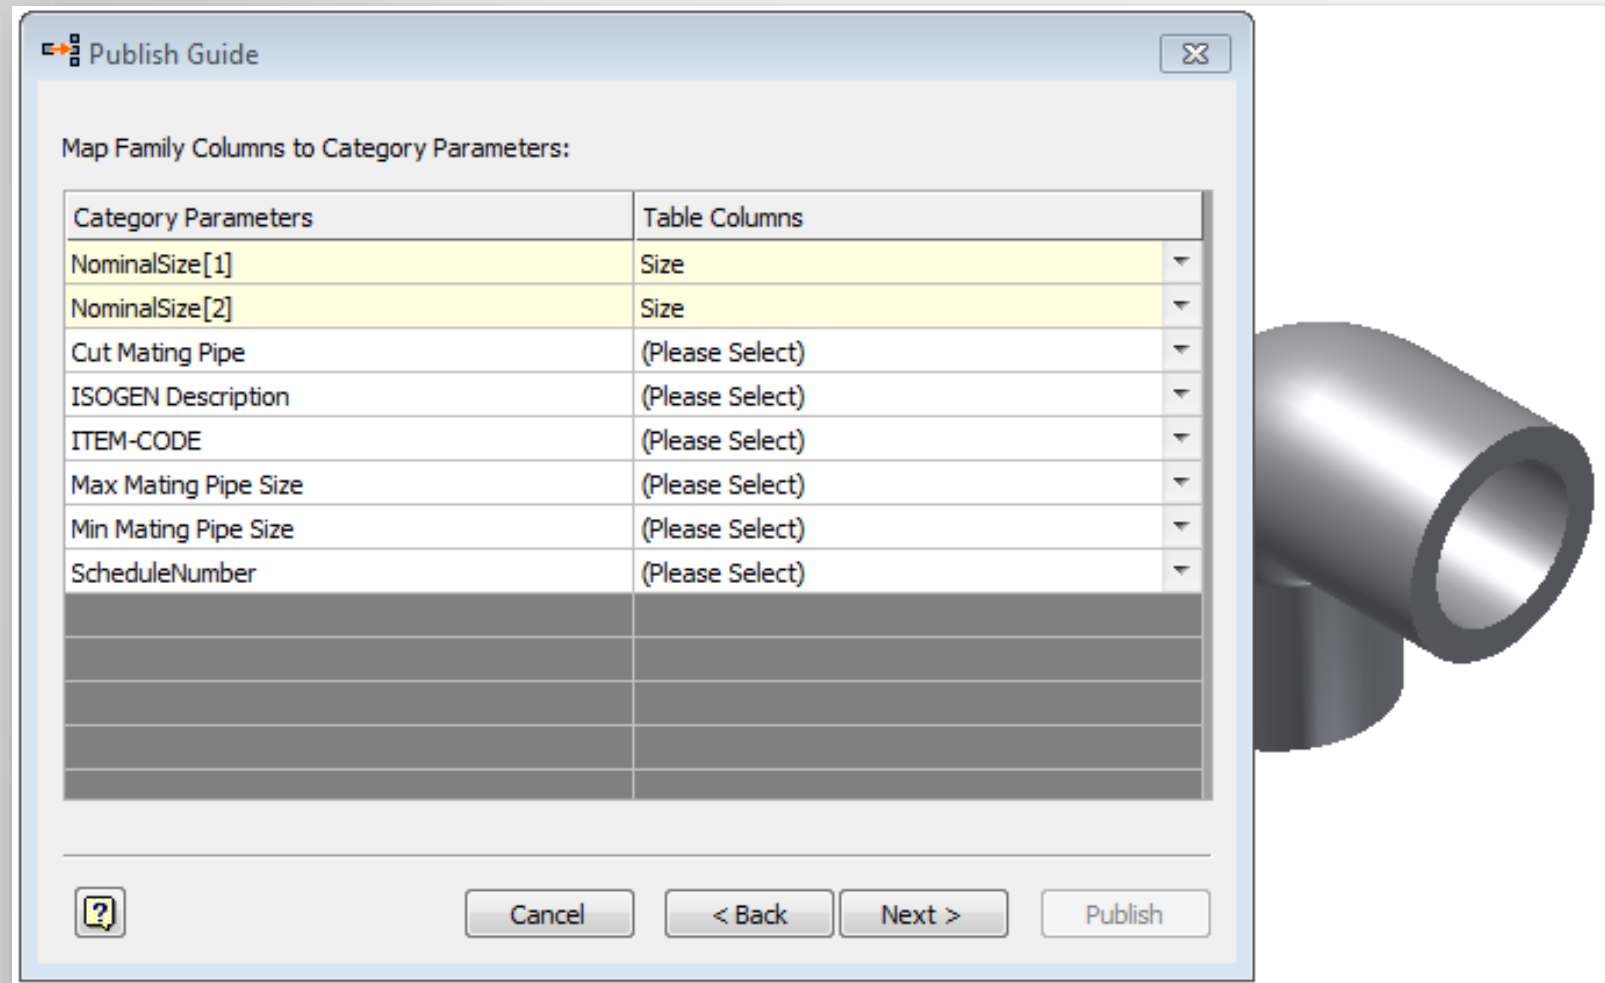 Publish Guide
Map Family Columns to Category Parameters:
Category Parameters Table Columns
NominalSize[1] Size
NominalSize[2] Size
Cut Mating Pipe (Please Select)
ISOGEN Description (Please Select)
ITEM-CODE (Please Select)
Max Mating Pipe Size (Please Select)
Min Mating Pipe Size (Please Select)
ScheduleNumber (Please Select)
? Cancel < Back Next > Publish